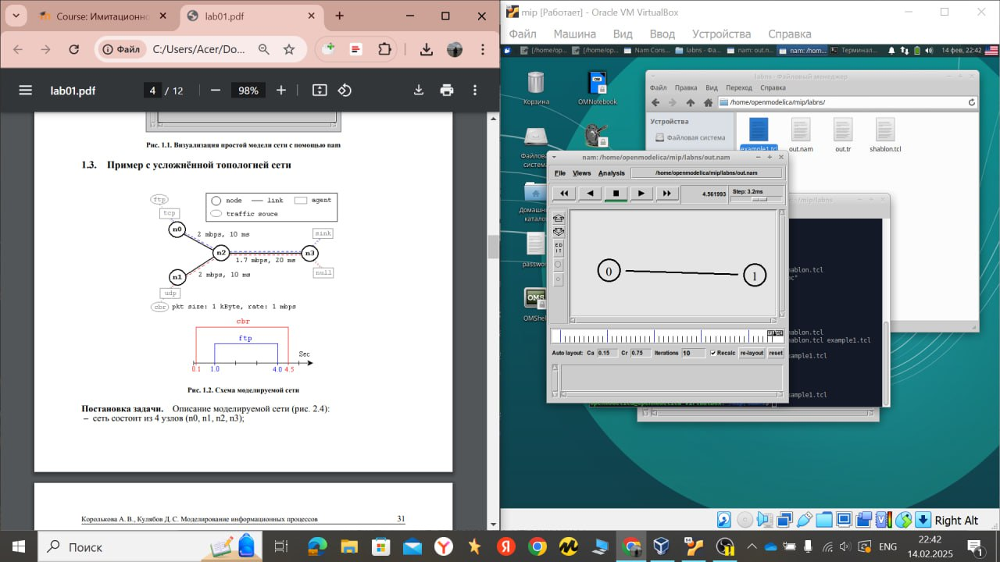 Course: Имитационно
lab01.pdf
Файл
C:/Users/Acer/Do...
lab01.pdf
4 / 12
98%
Рис. 1.1. Визуализация простой модели сети с помощью nam
1.3. Пример с усложнённой топологией сети
ftp
node
link
agent
traffic souce
tcp
n0
2 mbps, 10 ms
sink
n2
n3
1.7 mbps, 20 ms
n1
2 mbps, 10 ms
null
udp
cbr
pkt size: 1 kByte, rate: 1 mbps
cbr
ftp
Sec
0.1 1.0 4.0 4.5
Рис. 1.2. Схема моделируемой сети
Постановка задачи. Описание моделируемой сети (рис. 2.4):
– сеть состоит из 4 узлов (n0, n1, n2, n3);
Королькова А. В., Кулябов Д. С. Моделирование информационных процессов
31
mip [Работает] - Oracle VM VirtualBox
Файл Машина Вид Ввод Устройства Справка
[/home/op...
[/home/op...
Nam Cons...
labns - Фа...
nam: out.n...
nam: /hom...
Терминал...
14 фев, 22:42
Корзина
OMNotebook
labns - Файловый менеджер
Файл Правка Вид Переход Справка
/home/openmodelica/mip/labns/
Устройства
Файловая система
example1.tcl
out.nam
out.tr
shablon.tcl
nam: /home/openmodelica/mip/labns/out.nam
File Views Analysis
/home/openmodelica/mip/labns/out.nam
4.561993
Step: 3.2ms
0
1
Auto layout: Ca 0.15 Cr 0.75 Iterations 10 Recalc re-layout reset
/mip/labns
hablon.tcl
hablon.tcl
hablon.tcl example1.tcl
xample1.tcl
xample1.tcl
Right Alt
Поиск
ENG
22:42
14.02.2025
1